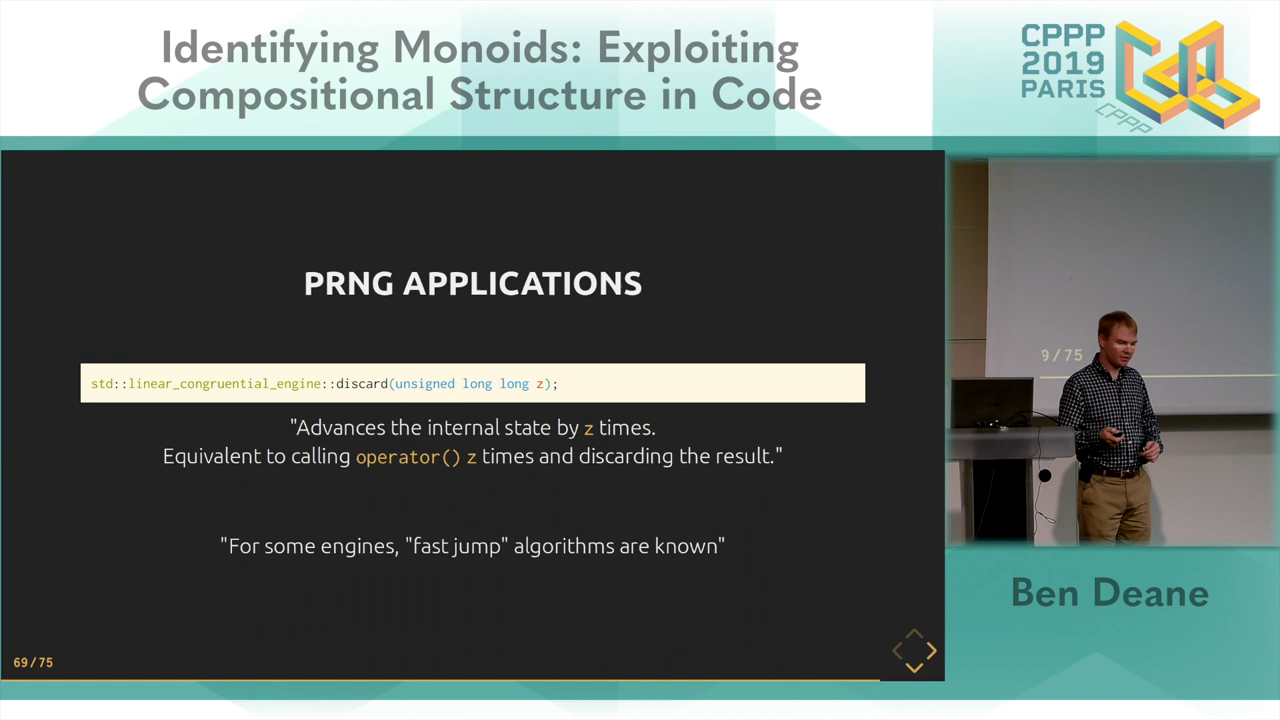 Identifying Monoids: Exploiting
Compositional Structure in Code
CPPP
2019
PARIS
CPPP
PRNG APPLICATIONS
std::linear_congruential_engine::discard(unsigned long long z);
"Advances the internal state by z times.
Equivalent to calling operator() z times and discarding the result."
"For some engines, "fast jump" algorithms are known"
69/75
9/75
Ben Deane